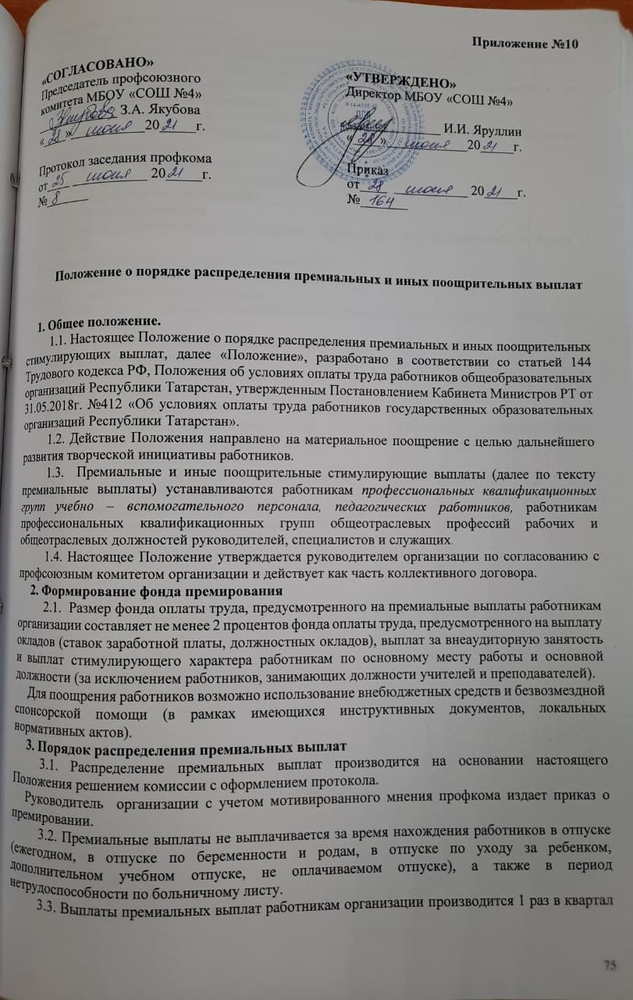 Приложение №10
«СОГЛАСОВАНО»
Председатель профсоюзного
комитета МБОУ «СОШ №4»
З.А. Якубова
«28» июня 2021г.
Протокол заседания профкома
от 25 июня 2021г.
№ 8
«УТВЕРЖДЕНО»
Директор МБОУ «СОШ №4»
И.И. Яруллин
«28» июня 2021г.
Приказ
от 28 июня 2021г.
№ 164
Положение о порядке распределения премиальных и иных поощрительных выплат
1. Общее положение.
1.1. Настоящее Положение о порядке распределения премиальных и иных поощрительных
стимулирующих выплат, далее «Положение», разработано в соответствии со статьей 144
Трудового кодекса РФ, Положения об условиях оплаты труда работников общеобразовательных
организаций Республики Татарстан, утвержденным Постановлением Кабинета Министров РТ от
31.05.2018г. №412 «Об условиях оплаты труда работников государственных образовательных
организаций Республики Татарстан».
1.2. Действие Положения направлено на материальное поощрение с целью дальнейшего
развития творческой инициативы работников.
1.3. Премиальные и иные поощрительные стимулирующие выплаты (далее по тексту
премиальные выплаты) устанавливаются работникам профессиональных квалификационных
групп учебно – вспомогательного персонала, педагогических работников, работникам
профессиональных квалификационных групп общеотраслевых профессий рабочих и
общеотраслевых должностей руководителей, специалистов и служащих.
1.4. Настоящее Положение утверждается руководителем организации по согласованию с
профсоюзным комитетом организации и действует как часть коллективного договора.
2. Формирование фонда премирования
2.1. Размер фонда оплаты труда, предусмотренного на премиальные выплаты работникам
организации составляет не менее 2 процентов фонда оплаты труда, предусмотренного на выплату
окладов (ставок заработной платы, должностных окладов), выплат за внеаудиторную занятость
и выплат стимулирующего характера работникам по основному месту работы и основной
должности (за исключением работников, занимающих должности учителей и преподавателей).
Для поощрения работников возможно использование внебюджетных средств и безвозмездной
спонсорской помощи (в рамках имеющихся инструктивных документов, локальных
нормативных актов).
3. Порядок распределения премиальных выплат
3.1. Распределение премиальных выплат производится на основании настоящего
Положения решением комиссии с оформлением протокола.
Руководитель организации с учетом мотивированного мнения профкома издает приказ о
премировании.
3.2. Премиальные выплаты не выплачивается за время нахождения работников в отпуске
(ежегодном, в отпуске по беременности и родам, в отпуске по уходу за ребенком,
дополнительном учебном отпуске, не оплачиваемом отпуске), а также в период
нетрудоспособности по больничному листу.
3.3. Выплаты премиальных выплат работникам организации производится 1 раз в квартал
75